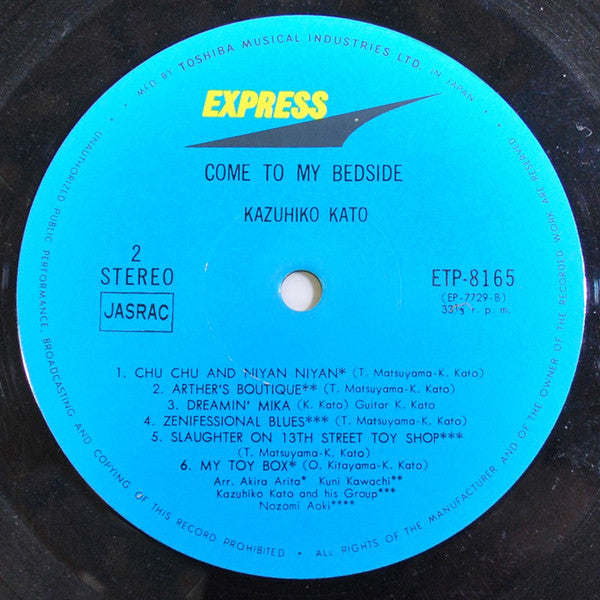 MFD BY TOSHIBA MUSICAL INDUSTRIES LTD. IN JAPAN
EXPRESS
COME TO MY BEDSIDE
KAZUHIKO KATO
2
STEREO
JASRAC
ETP-8165
(EP-7729-B)
33⅓ r. p. m.
1. CHU CHU AND NIYAN NIYAN* (T. Matsuyama-K. Kato)
2. ARTHER'S BOUTIQUE** (T. Matsuyama-K. Kato)
3. DREAMIN' MIKA (K. Kato) Guitar K. Kato
4. ZENIFESSIONAL BLUES*** (T. Matsuyama-K. Kato)
5. SLAUGHTER ON 13TH STREET TOY SHOP***
(T. Matsuyama-K. Kato)
6. MY TOY BOX* (O. Kitayama-K. Kato)
Arr. Akira Arita* Kuni Kawachi**
Kazuhiko Kato and his Group***
Nozomi Aoki****
UNAUTHORIZED PUBLIC PERFORMANCE BROADCASTING AND COPYING OF THIS RECORD PROHIBITED • ALL RIGHTS OF THE MANUFACTURER AND OF THE OWNER OF THE RECORDED WORK ARE RESERVED